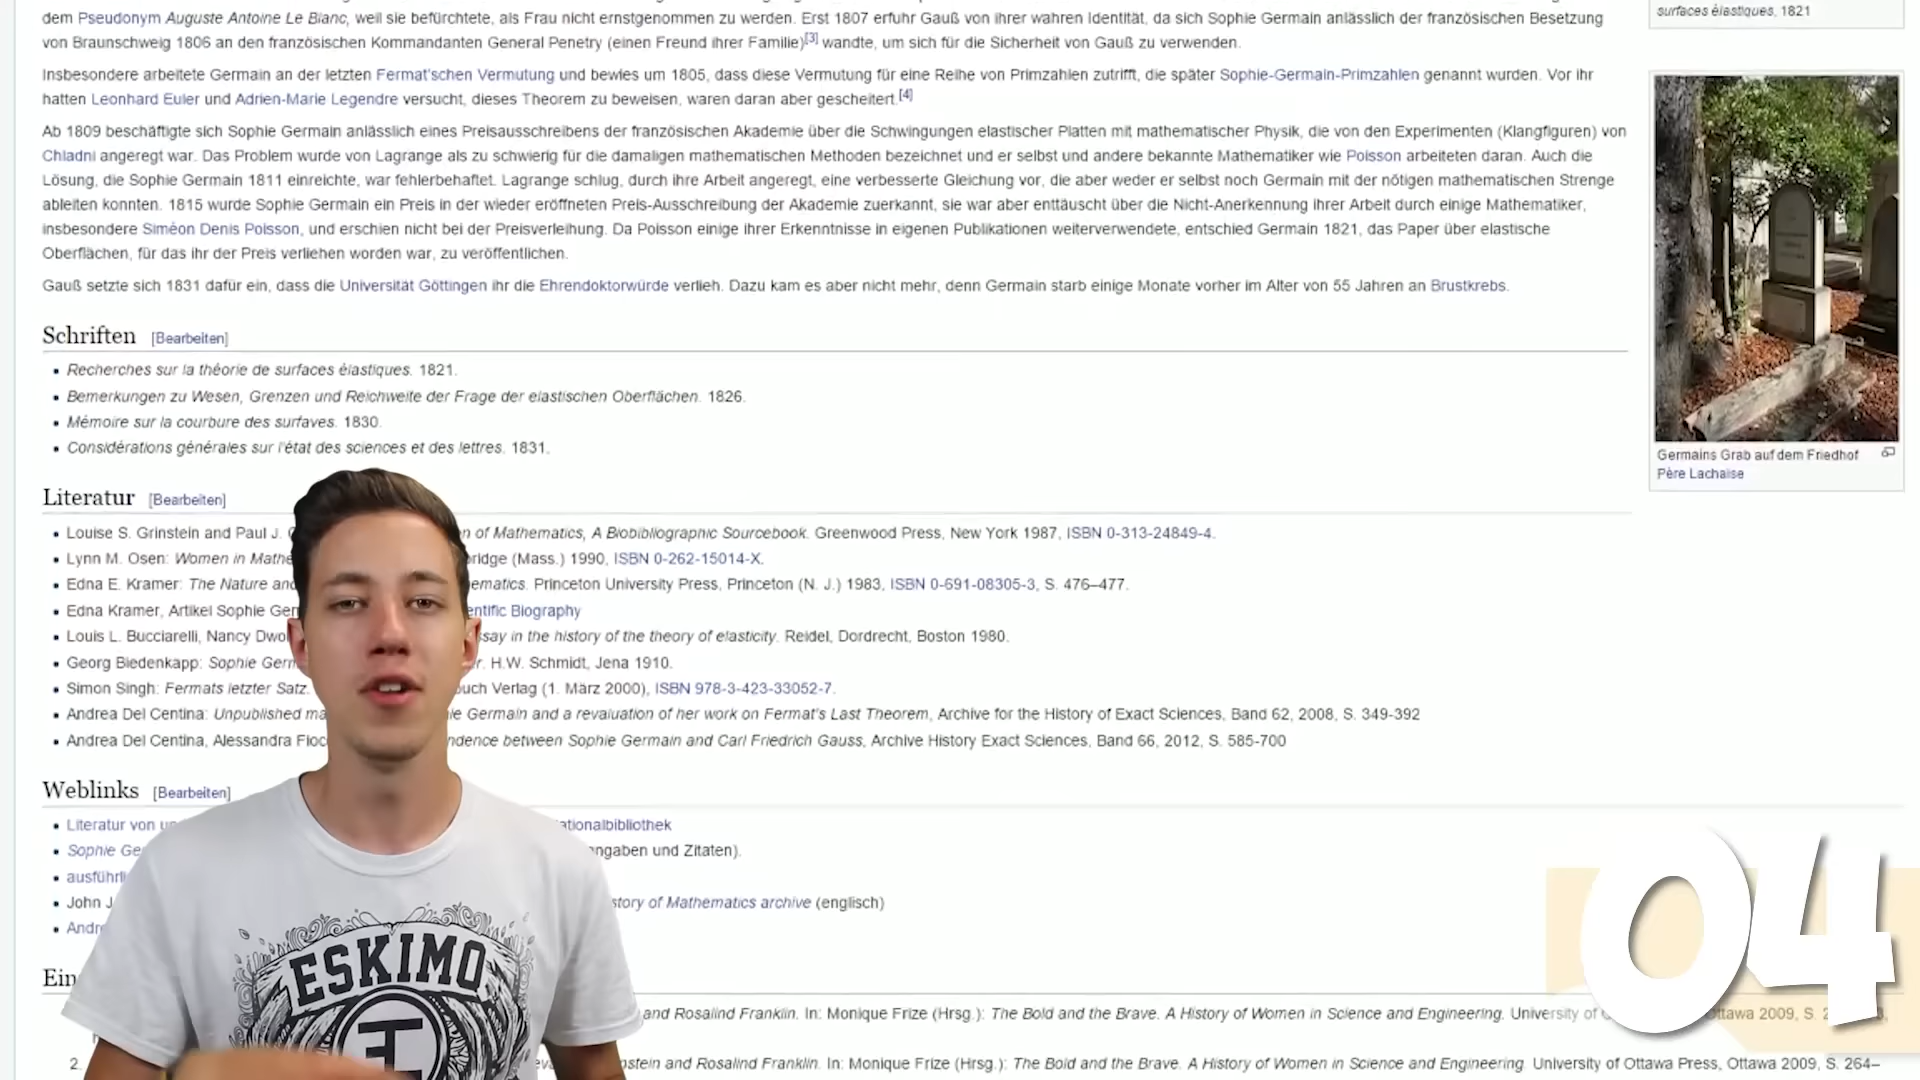 dem Pseudonym Auguste Antoine Le Blanc, weil sie befürchtete, als Frau nicht ernstgenommen zu werden. Erst 1807 erfuhr Gauß von ihrer wahren Identität, da sich Sophie Germain anlässlich der französischen Besetzung
von Braunschweig 1806 an den französischen Kommandanten General Penetry (einen Freund ihrer Familie)[3] wandte, um sich für die Sicherheit von Gauß zu verwenden.
Insbesondere arbeitete Germain an der letzten Fermat'schen Vermutung und bewies um 1805, dass diese Vermutung für eine Reihe von Primzahlen zutrifft, die später Sophie-Germain-Primzahlen genannt wurden. Vor ihr
hatten Leonhard Euler und Adrien-Marie Legendre versucht, dieses Theorem zu beweisen, waren daran aber gescheitert.[4]
Ab 1809 beschäftigte sich Sophie Germain anlässlich eines Preisausschreibens der französischen Akademie über die Schwingungen elastischer Platten mit mathematischer Physik, die von den Experimenten (Klangfiguren) von
Chladni angeregt war. Das Problem wurde von Lagrange als zu schwierig für die damaligen mathematischen Methoden bezeichnet und er selbst und andere bekannte Mathematiker wie Poisson arbeiteten daran. Auch die
Lösung, die Sophie Germain 1811 einreichte, war fehlerbehaftet. Lagrange schlug, durch ihre Arbeit angeregt, eine verbesserte Gleichung vor, die aber weder er selbst noch Germain mit der nötigen mathematischen Strenge
ableiten konnten. 1815 wurde Sophie Germain ein Preis in der wieder eröffneten Preis-Ausschreibung der Akademie zuerkannt, sie war aber enttäuscht über die Nicht-Anerkennung ihrer Arbeit durch einige Mathematiker,
insbesondere Siméon Denis Poisson, und erschien nicht bei der Preisverleihung. Da Poisson einige ihrer Erkenntnisse in eigenen Publikationen weiterverwendete, entschied Germain 1821, das Paper über elastische
Oberflächen, für das ihr der Preis verliehen worden war, zu veröffentlichen.
Gauß setzte sich 1831 dafür ein, dass die Universität Göttingen ihr die Ehrendoktorwürde verlieh. Dazu kam es aber nicht mehr, denn Germain starb einige Monate vorher im Alter von 55 Jahren an Brustkrebs.
surfaces élastiques, 1821
Germains Grab auf dem Friedhof
Père Lachaise
Schriften [Bearbeiten]
Recherches sur la théorie de surfaces élastiques. 1821.
Bemerkungen zu Wesen, Grenzen und Reichweite der Frage der elastischen Oberflächen. 1826.
Mémoire sur la courbure des surfaves. 1830.
Considérations générales sur l'état des sciences et des lettres. 1831.
Literatur [Bearbeiten]
Louise S. Grinstein and Paul J. of Mathematics, A Biobibliographic Sourcebook. Greenwood Press, New York 1987, ISBN 0-313-24849-4.
Lynn M. Osen: Women in Mathe ridge (Mass.) 1990, ISBN 0-262-15014-X.
Edna E. Kramer: The Nature and ematics. Princeton University Press, Princeton (N. J.) 1983, ISBN 0-691-08305-3, S. 476–477.
Edna Kramer, Artikel Sophie Ger entific Biography
Louis L. Bucciarelli, Nancy Dwo ssay in the history of the theory of elasticity. Reidel, Dordrecht, Boston 1980.
Georg Biedenkapp: Sophie Germ r. H.W. Schmidt, Jena 1910.
Simon Singh: Fermats letzter Satz. uch Verlag (1. März 2000), ISBN 978-3-423-33052-7.
Andrea Del Centina: Unpublished ma ie Germain and a revaluation of her work on Fermat's Last Theorem, Archive for the History of Exact Sciences, Band 62, 2008, S. 349-392
Andrea Del Centina, Alessandra Fioc ndence between Sophie Germain and Carl Friedrich Gauss, Archive History Exact Sciences, Band 66, 2012, S. 585-700
Weblinks [Bearbeiten]
Literatur von u ationalbibliothek
Sophie Ge ngaben und Zitaten).
ausführli
John J story of Mathematics archive (englisch)
Andre
Ein
and Rosalind Franklin. In: Monique Frize (Hrsg.): The Bold and the Brave. A History of Women in Science and Engineering. University of Ottawa 2009, S.
2. nstein and Rosalind Franklin. In: Monique Frize (Hrsg.): The Bold and the Brave. A History of Women in Science and Engineering University of Ottawa Press, Ottawa 2009, S. 264–
ESKIMO
04